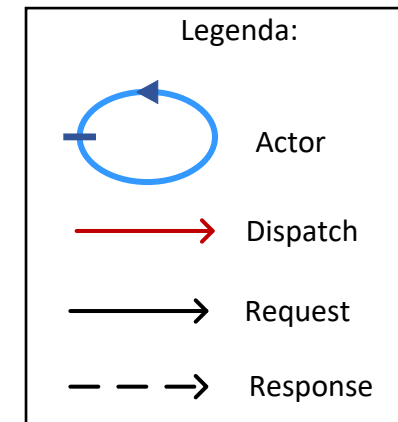 Legenda:
Actor
Dispatch
Request
Response